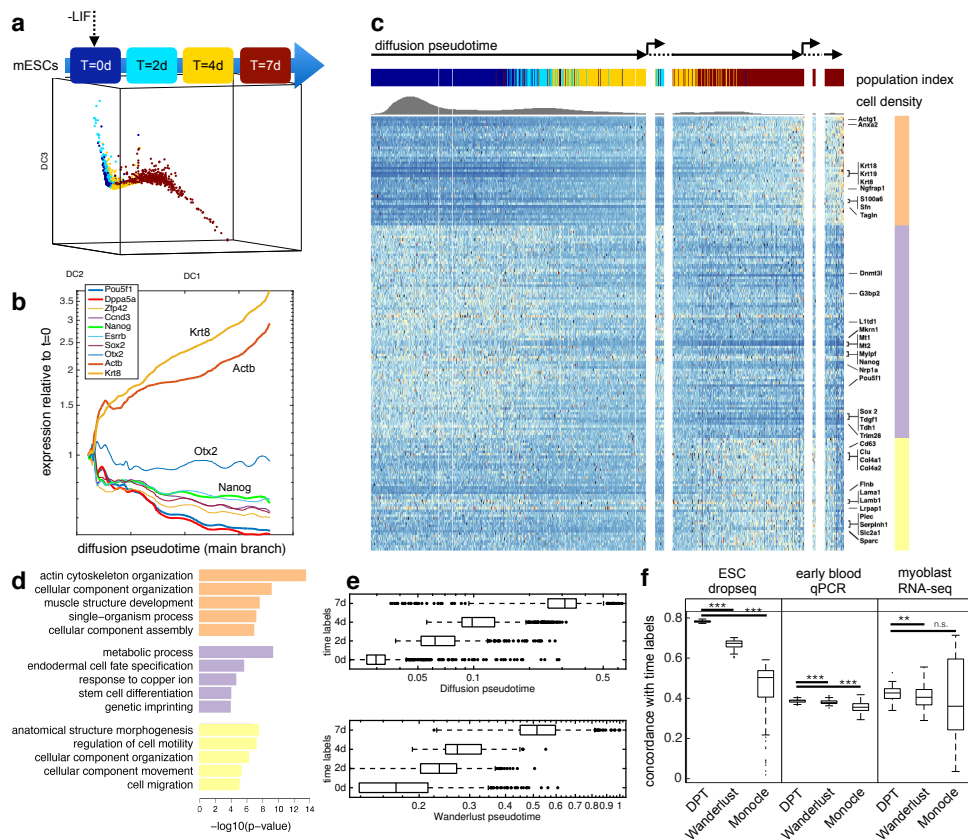 a
-LIF
mESCs
T=0d
T=2d
T=4d
T=7d
DC3
DC2
DC1
b
3.5
3
2.5
2
1.5
1
expression relative to t=0
Pou5f1
Dppa5a
Zfp42
Ccnd3
Nanog
Esrrb
Sox2
Otx2
Actb
Krt8
Krt8
Actb
Otx2
Nanog
diffusion pseudotime (main branch)
c
diffusion pseudotime
population index
cell density
Actg1
Anxa2
Krt18
Krt19
Krt8
Ngfrap1
S100a6
Sfn
Tagln
Dnmt3l
G3bp2
L1td1
Mkrn1
Mt1
Mt2
Mylpf
Nanog
Nrp1a
Pou5f1
Sox 2
Tdgf1
Tdh1
Trim28
Cd63
Clu
Col4a1
Col4a2
Flnb
Lama1
Lamb1
Lrpap1
Plec
Serpinh1
Slc2a1
Sparc
d
actin cytoskeleton organization
cellular component organization
muscle structure development
single-organism process
cellular component assembly
metabolic process
endodermal cell fate specification
response to copper ion
stem cell differentiation
genetic imprinting
anatomical structure morphogenesis
regulation of cell motility
cellular component organization
cellular component movement
cell migration
0 2 4 6 8 10 12 14
−log10(p-value)
e
time labels
7d
4d
2d
0d
0.05 0.1 0.5
Diffusion pseudotime
time labels
7d
4d
2d
0d
0.2 0.3 0.4 0.5 0.6 0.7 0.8 0.9 1
Wanderlust pseudotime
f
ESC dropseq
early blood qPCR
myoblast RNA-seq
concordance with time labels
0.8
0.6
0.4
0.2
0
*** ***
*** ***
** n.s.
DPT Wanderlust Monocle
DPT Wanderlust Monocle
DPT Wanderlust Monocle